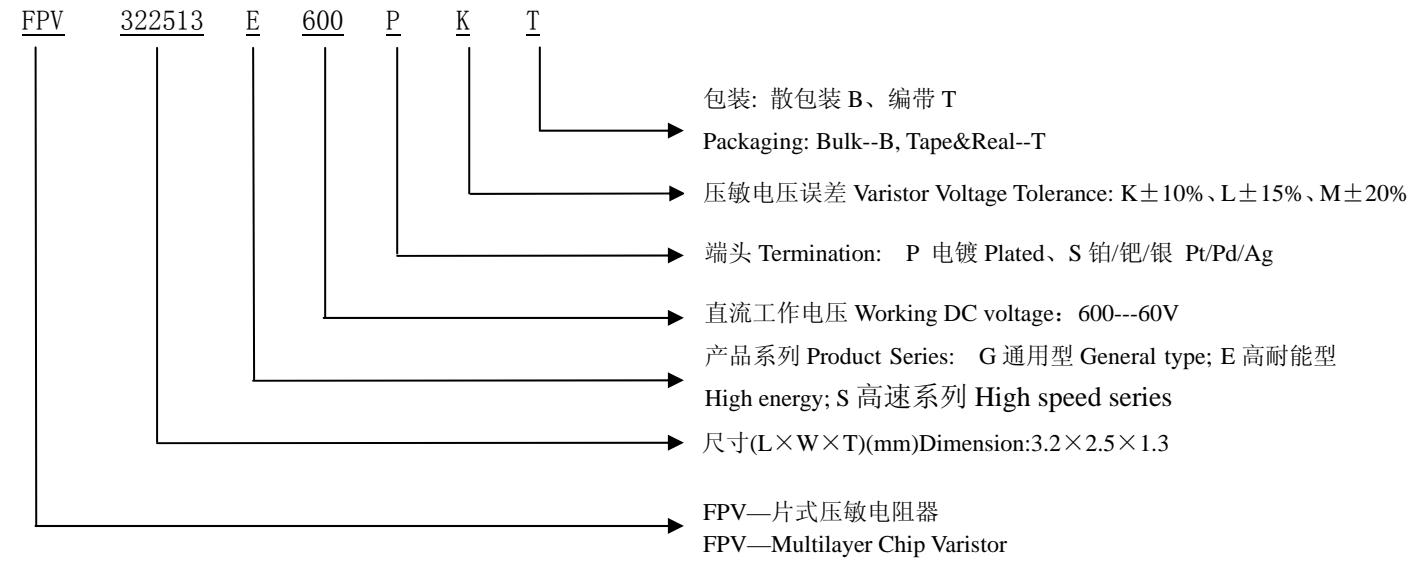 FPV 322513 E 600 P K T
包装: 散包装 B、编带 T
Packaging: Bulk--B, Tape&Real--T
压敏电压误差 Varistor Voltage Tolerance: K±10%、L±15%、M±20%
端头 Termination: P 电镀 Plated、S 铂/钯/银 Pt/Pd/Ag
直流工作电压 Working DC voltage：600---60V
产品系列 Product Series: G 通用型 General type; E 高耐能型
High energy; S 高速系列 High speed series
尺寸(L×W×T)(mm)Dimension:3.2×2.5×1.3
FPV—片式压敏电阻器
FPV—Multilayer Chip Varistor